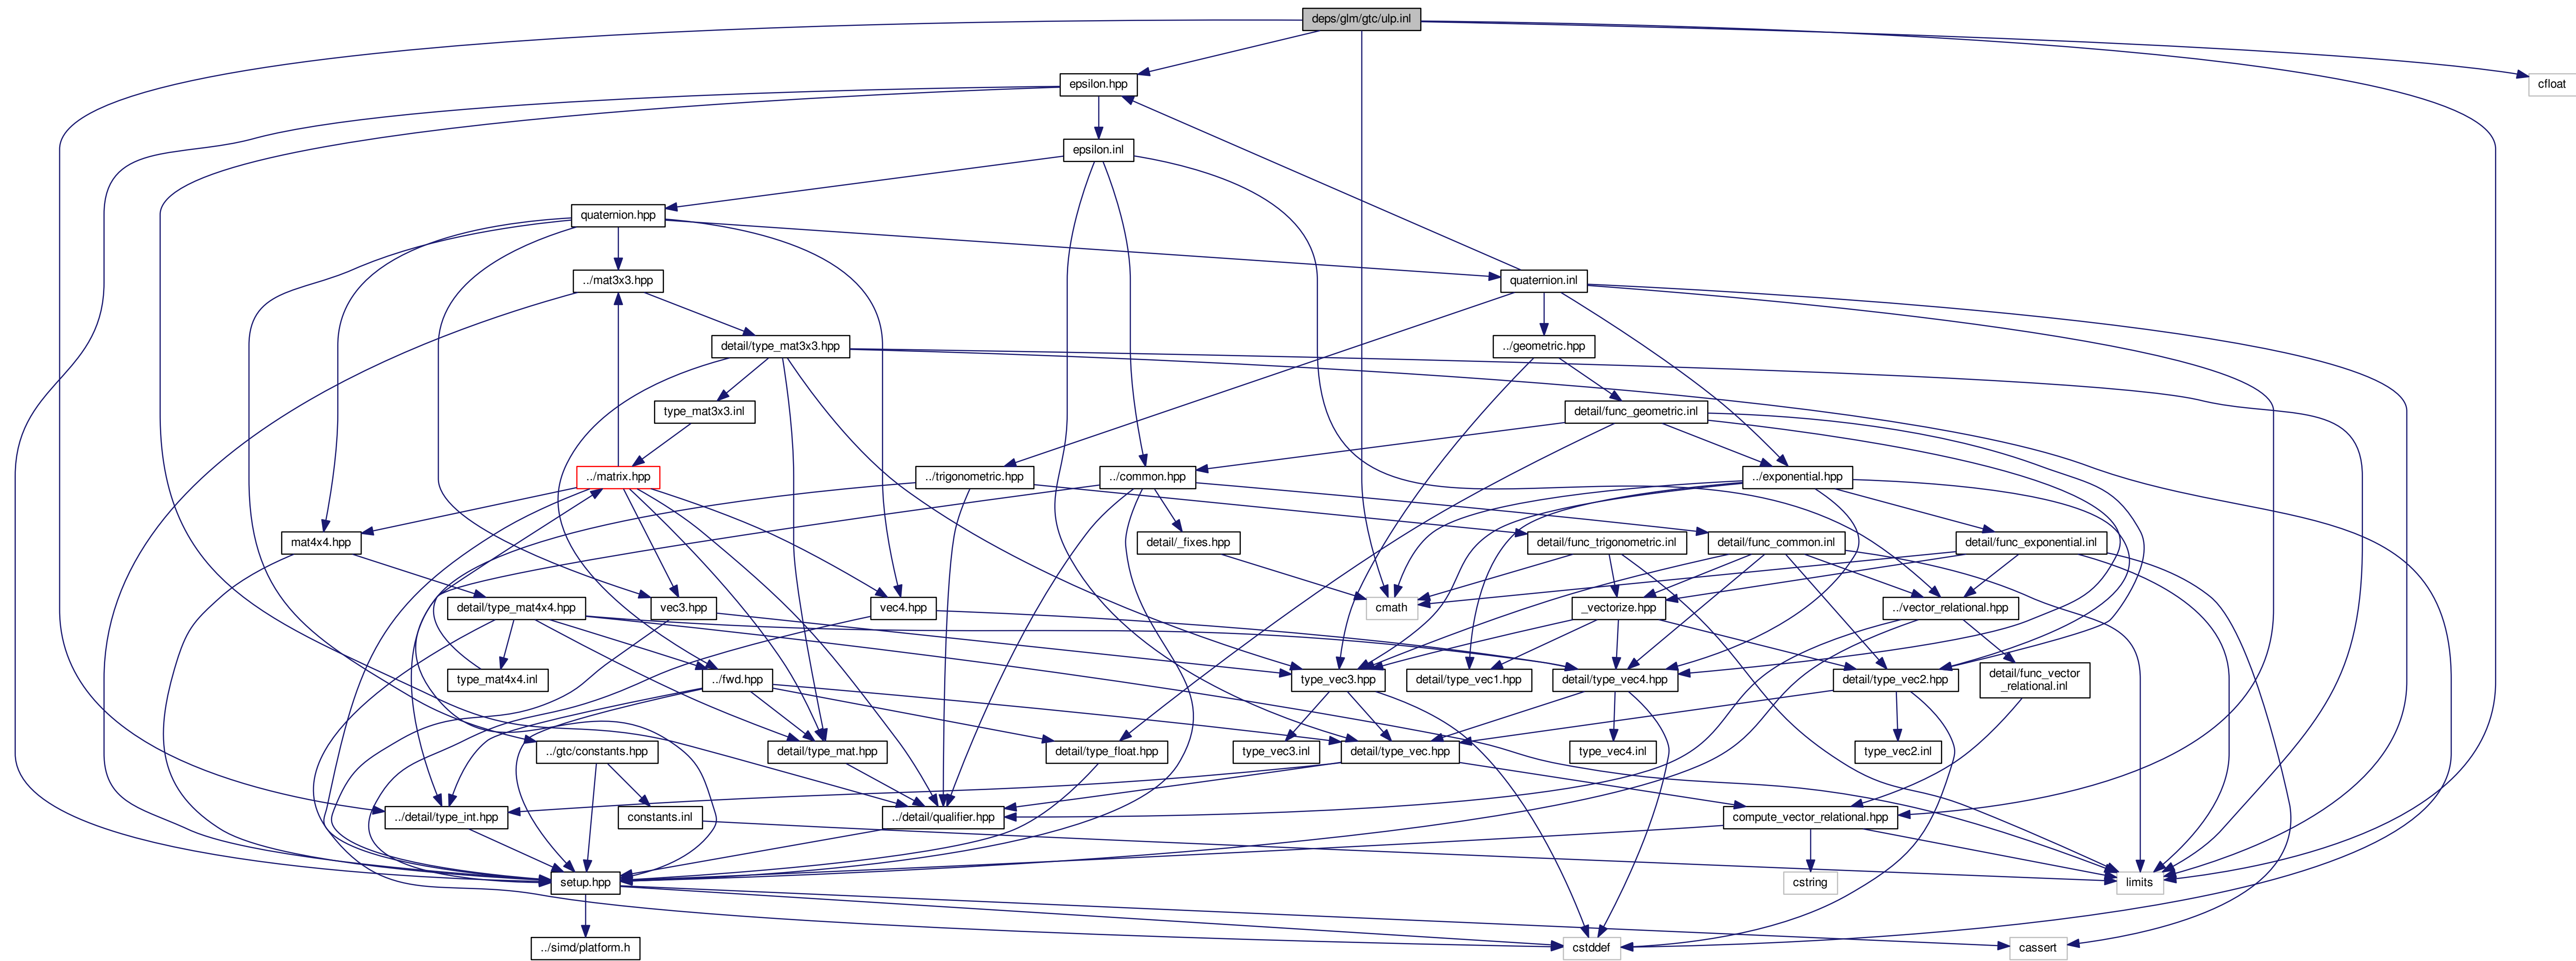 deps/glm/gtc/ulp.inl
epsilon.hpp
cfloat
epsilon.inl
quaternion.hpp
../mat3x3.hpp
quaternion.inl
detail/type_mat3x3.hpp
../geometric.hpp
type_mat3x3.inl
detail/func_geometric.inl
../matrix.hpp
../trigonometric.hpp
../common.hpp
../exponential.hpp
mat4x4.hpp
detail/_fixes.hpp
detail/func_trigonometric.inl
detail/func_common.inl
detail/func_exponential.inl
detail/type_mat4x4.hpp
vec3.hpp
vec4.hpp
cmath
_vectorize.hpp
../vector_relational.hpp
type_mat4x4.inl
../fwd.hpp
type_vec3.hpp
detail/type_vec1.hpp
detail/type_vec4.hpp
detail/type_vec2.hpp
detail/func_vector
_relational.inl
../gtc/constants.hpp
detail/type_mat.hpp
detail/type_float.hpp
type_vec3.inl
detail/type_vec.hpp
type_vec4.inl
type_vec2.inl
../detail/type_int.hpp
constants.inl
../detail/qualifier.hpp
compute_vector_relational.hpp
setup.hpp
cstring
limits
../simd/platform.h
cstddef
cassert